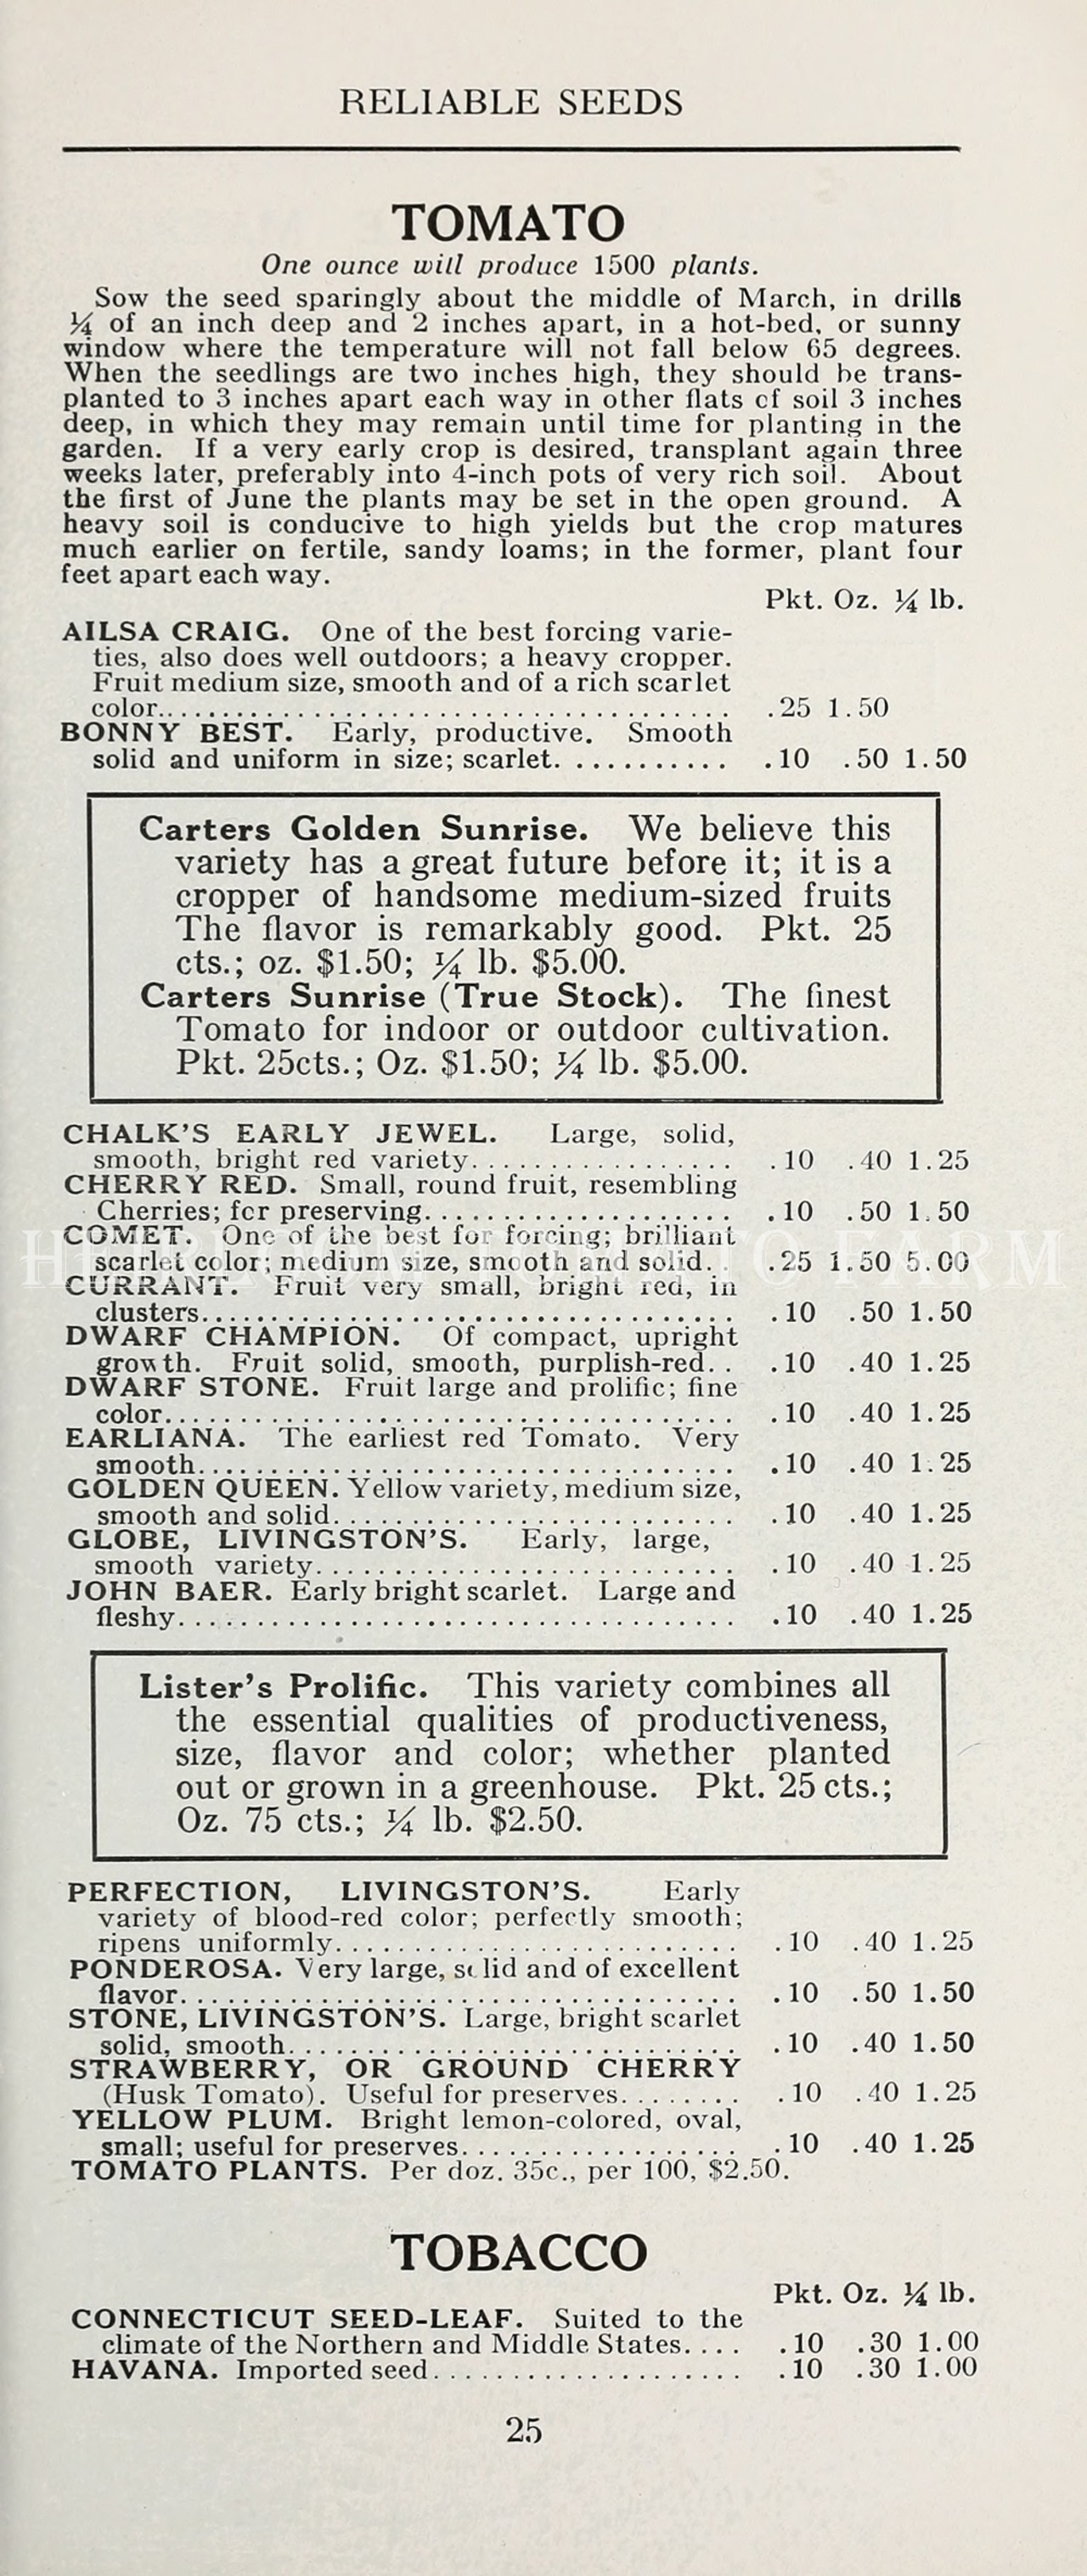 RELIABLE SEEDS
TOMATO
One ounce will produce 1500 plants.
Sow the seed sparingly about the middle of March, in drills
¼ of an inch deep and 2 inches apart, in a hot-bed, or sunny
window where the temperature will not fall below 65 degrees.
When the seedlings are two inches high, they should be trans-
planted to 3 inches apart each way in other flats cf soil 3 inches
deep, in which they may remain until time for planting in the
garden. If a very early crop is desired, transplant again three
weeks later, preferably into 4-inch pots of very rich soil. About
the first of June the plants may be set in the open ground. A
heavy soil is conducive to high yields but the crop matures
much earlier on fertile, sandy loams; in the former, plant four
feet apart each way.
Pkt. Oz. ¼ lb.
AILSA CRAIG. One of the best forcing varie-
ties, also does well outdoors; a heavy cropper.
Fruit medium size, smooth and of a rich scarlet
color. .25 1.50
BONNY BEST. Early, productive. Smooth
solid and uniform in size; scarlet. .10 .50 1.50
Carters Golden Sunrise. We believe this
variety has a great future before it; it is a
cropper of handsome medium-sized fruits
The flavor is remarkably good. Pkt. 25
cts.; oz. $1.50; ¼ lb. $5.00.
Carters Sunrise (True Stock). The finest
Tomato for indoor or outdoor cultivation.
Pkt. 25cts.; Oz. $1.50; ¼ lb. $5.00.
CHALK'S EARLY JEWEL. Large, solid,
smooth, bright red variety. .10 .40 1.25
CHERRY RED. Small, round fruit, resembling
Cherries; fcr preserving. .10 .50 1.50
COMET. One of the best for forcing; brilliant
HEIRLOOM TOMATO FARM
scarlet color; medium size, smooth and solid. .25 1.50 5.00
CURRANT. Fruit very small, bright red, in
clusters. .10 .50 1.50
DWARF CHAMPION. Of compact, upright
growth. Fruit solid, smooth, purplish-red. .10 .40 1.25
DWARF STONE. Fruit large and prolific; fine
color. .10 .40 1.25
EARLIANA. The earliest red Tomato. Very
smooth. .10 .40 1.25
GOLDEN QUEEN. Yellow variety, medium size,
smooth and solid. .10 .40 1.25
GLOBE, LIVINGSTON'S. Early, large,
smooth variety. .10 .40 1.25
JOHN BAER. Early bright scarlet. Large and
fleshy. .10 .40 1.25
Lister's Prolific. This variety combines all
the essential qualities of productiveness,
size, flavor and color; whether planted
out or grown in a greenhouse. Pkt. 25 cts.;
Oz. 75 cts.; ¼ lb. $2.50.
PERFECTION, LIVINGSTON'S. Early
variety of blood-red color; perfectly smooth;
ripens uniformly. .10 .40 1.25
PONDEROSA. Very large, solid and of excellent
flavor. .10 .50 1.50
STONE, LIVINGSTON'S. Large, bright scarlet
solid, smooth. .10 .40 1.50
STRAWBERRY, OR GROUND CHERRY
(Husk Tomato). Useful for preserves. .10 .40 1.25
YELLOW PLUM. Bright lemon-colored, oval,
small; useful for preserves. .10 .40 1.25
TOMATO PLANTS. Per doz. 35c., per 100, $2.50.
TOBACCO
Pkt. Oz. ¼ lb.
CONNECTICUT SEED-LEAF. Suited to the
climate of the Northern and Middle States. .10 .30 1.00
HAVANA. Imported seed. .10 .30 1.00
25